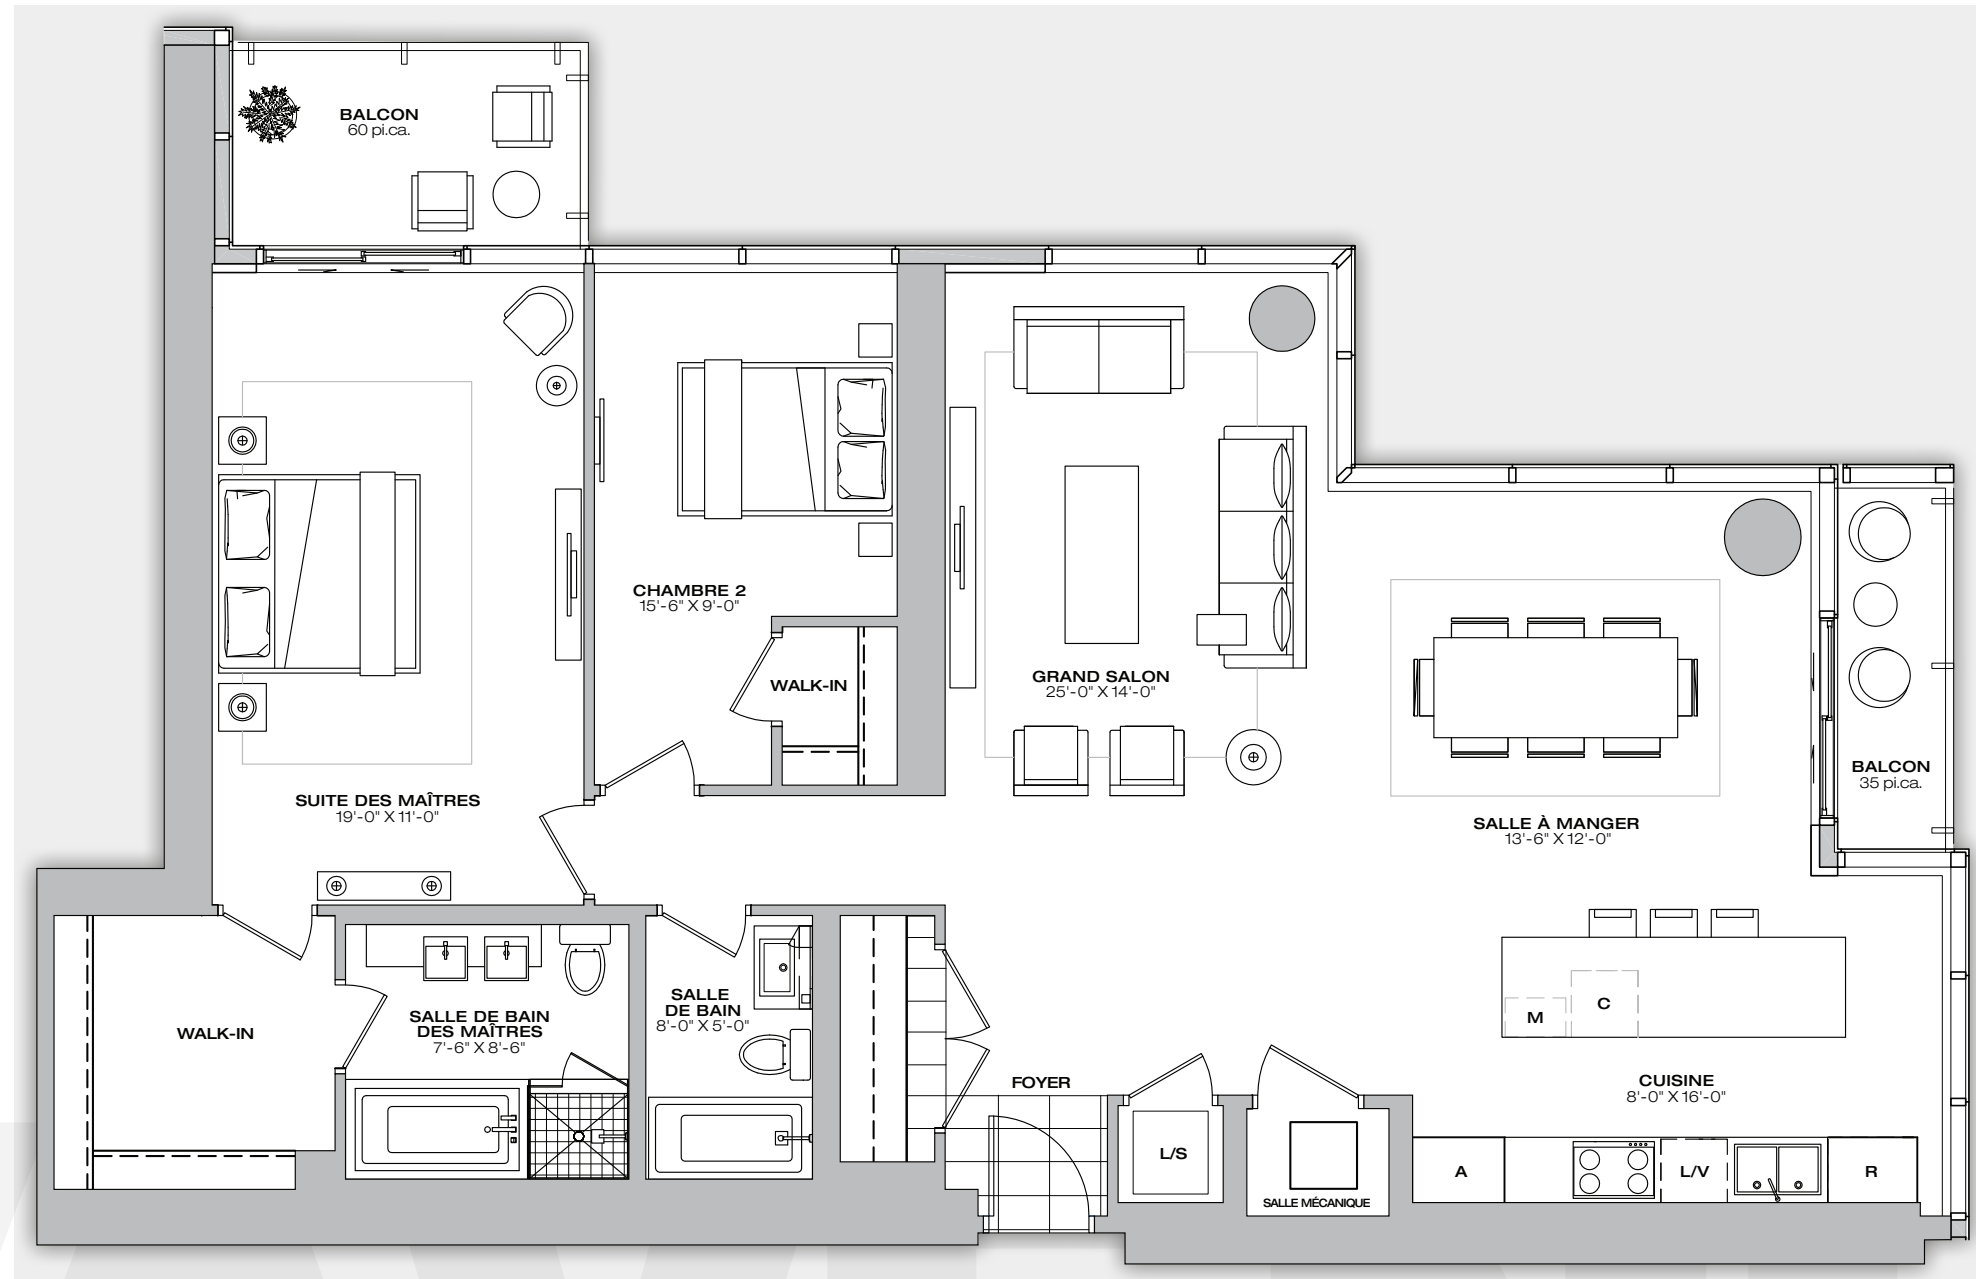 BALCON
60 pi.ca.
CHAMBRE 2
15'-6" X 9'-0"
WALK-IN
GRAND SALON
25'-0" X 14'-0"
SUITE DES MAÎTRES
19'-0" X 11'-0"
SALLE À MANGER
13'-6" X 12'-0"
BALCON
35 pi.ca.
WALK-IN
SALLE DE BAIN
DES MAÎTRES
7'-6" X 8'-6"
SALLE
DE BAIN
8'-0" X 5'-0"
M
C
FOYER
CUISINE
8'-0" X 16'-0"
L/S
SALLE MÉCANIQUE
A
L/V
R